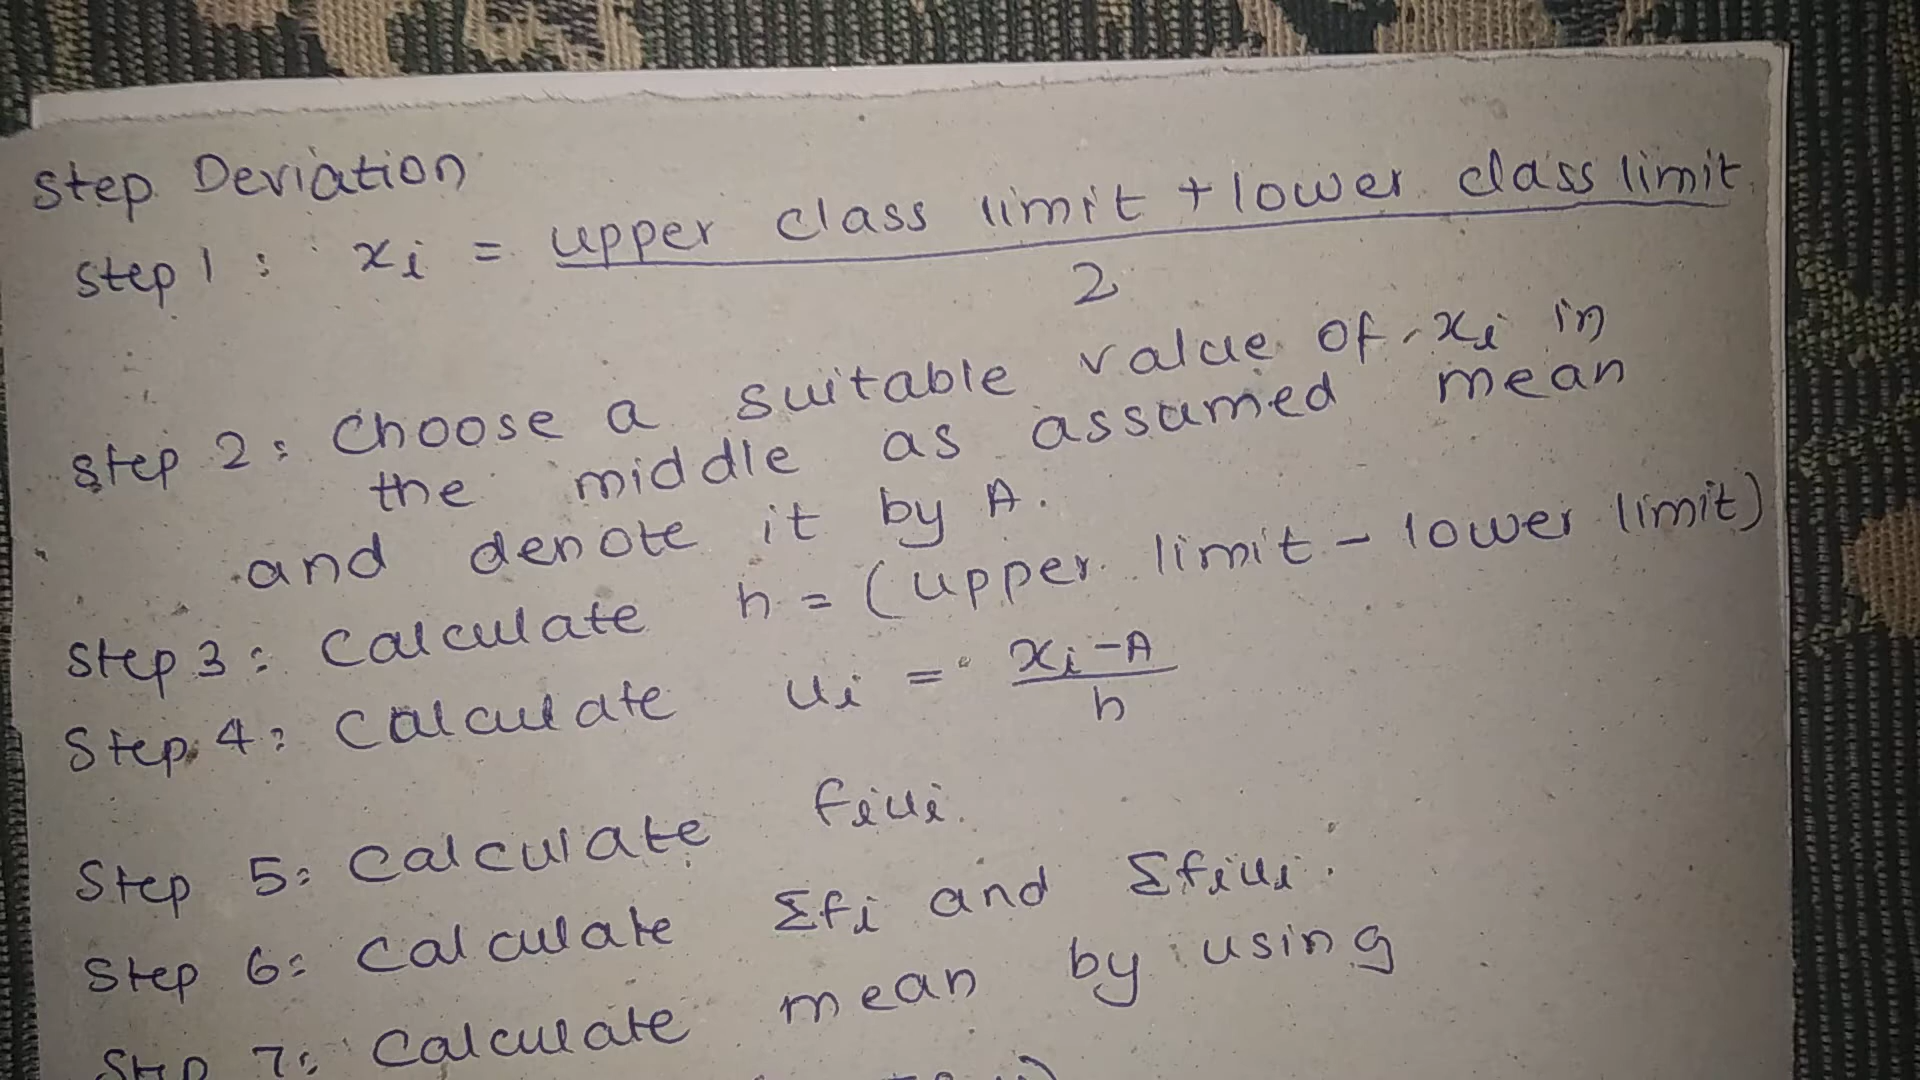 Step Deviation
Step 1 : xi = upper class limit + lower class limit / 2
Step 2 : Choose a suitable value of xi in
the middle as assumed mean
and denote it by A.
Step 3 : Calculate h = (upper limit - lower limit)
Step 4 : Calculate ui = xi - A / h
Step 5 : Calculate fiui.
Step 6 : Calculate Σfi and Σfiui.
Step 7 : Calculate mean by using